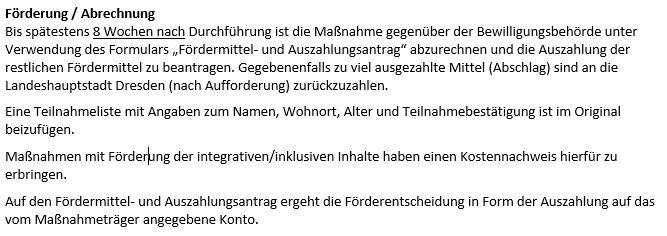 Förderung / Abrechnung
Bis spätestens 8 Wochen nach Durchführung ist die Maßnahme gegenüber der Bewilligungsbehörde unter
Verwendung des Formulars „Fördermittel- und Auszahlungsantrag“ abzurechnen und die Auszahlung der
restlichen Fördermittel zu beantragen. Gegebenenfalls zu viel ausgezahlte Mittel (Abschlag) sind an die
Landeshauptstadt Dresden (nach Aufforderung) zurückzuzahlen.
Eine Teilnahmeliste mit Angaben zum Namen, Wohnort, Alter und Teilnahmebestätigung ist im Original
beizufügen.
Maßnahmen mit Förderung der integrativen/inklusiven Inhalte haben einen Kostennachweis hierfür zu
erbringen.
Auf den Fördermittel- und Auszahlungsantrag ergeht die Förderentscheidung in Form der Auszahlung auf das
vom Maßnahmeträger angegebene Konto.